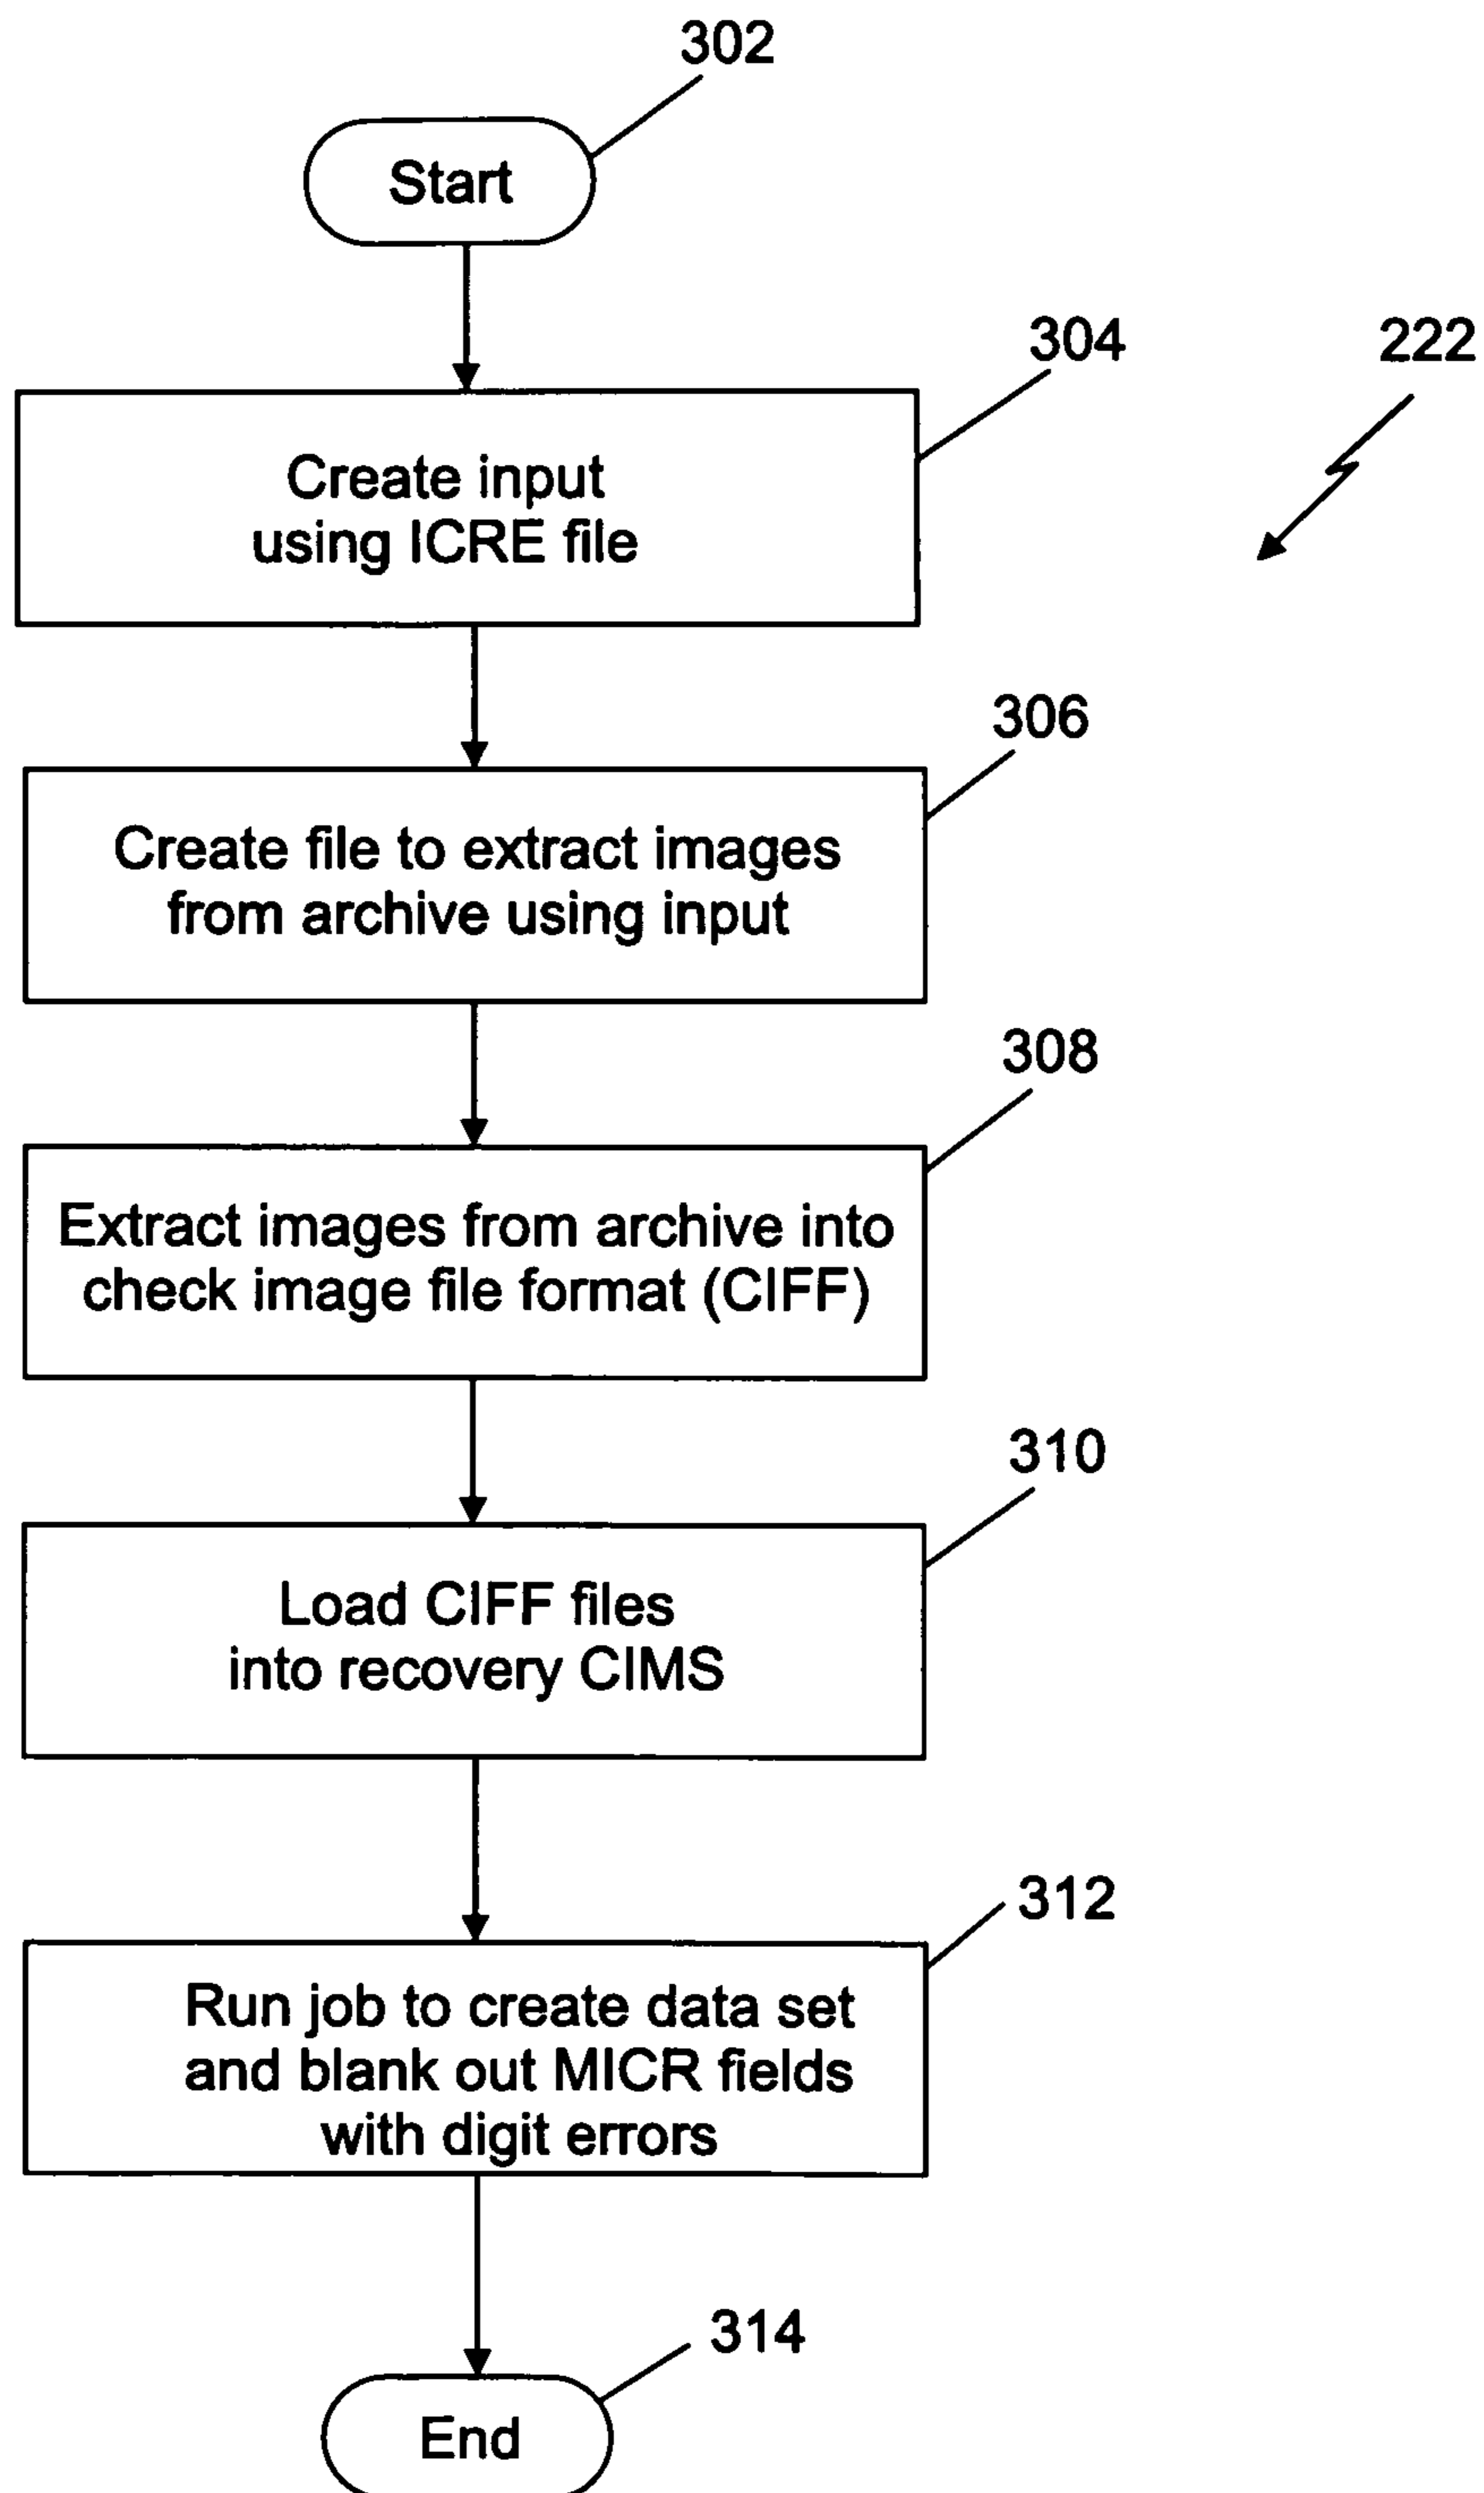 302
Start
304
222
Create input
using ICRE file
306
Create file to extract images
from archive using input
308
Extract images from archive into
check image file format (CIFF)
310
Load CIFF files
into recovery CIMS
312
Run job to create data set
and blank out MICR fields
with digit errors
314
End